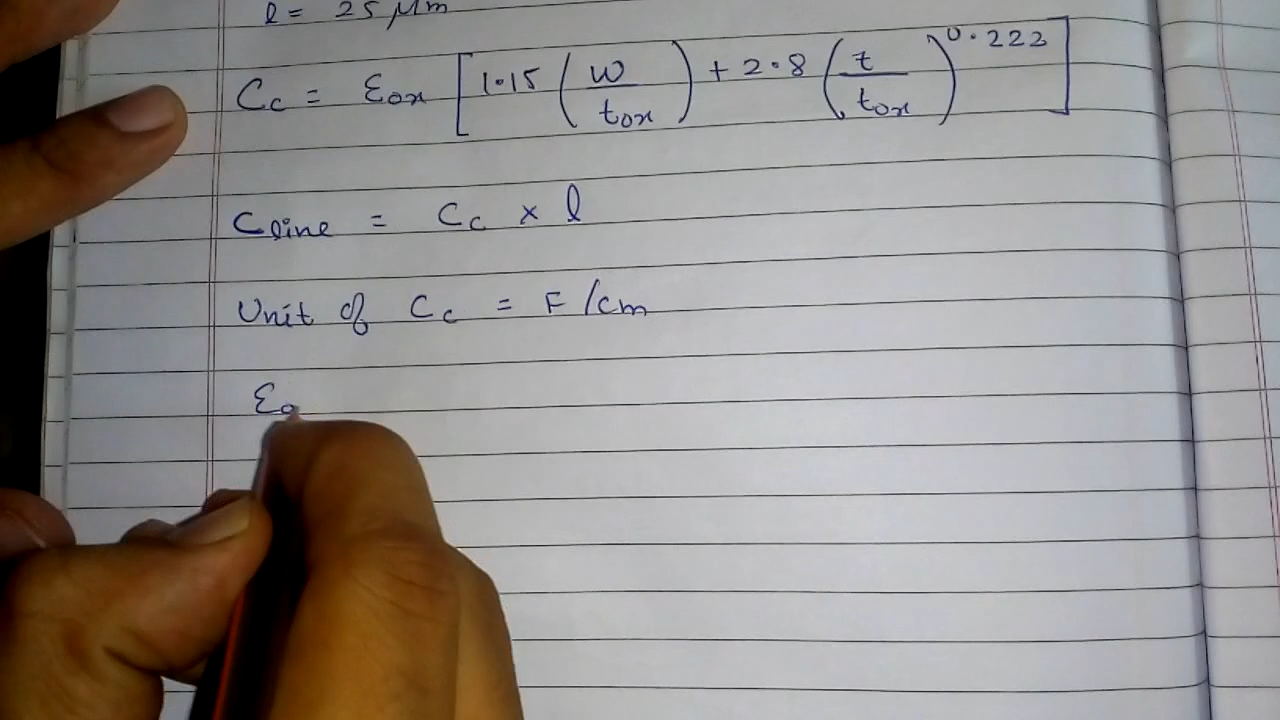 l = 25 μm
Cc = εox [1.15 (w/tox) + 2.8 (t/tox)^0.222]
Cline = Cc × l
Unit of Cc = F/cm
εo